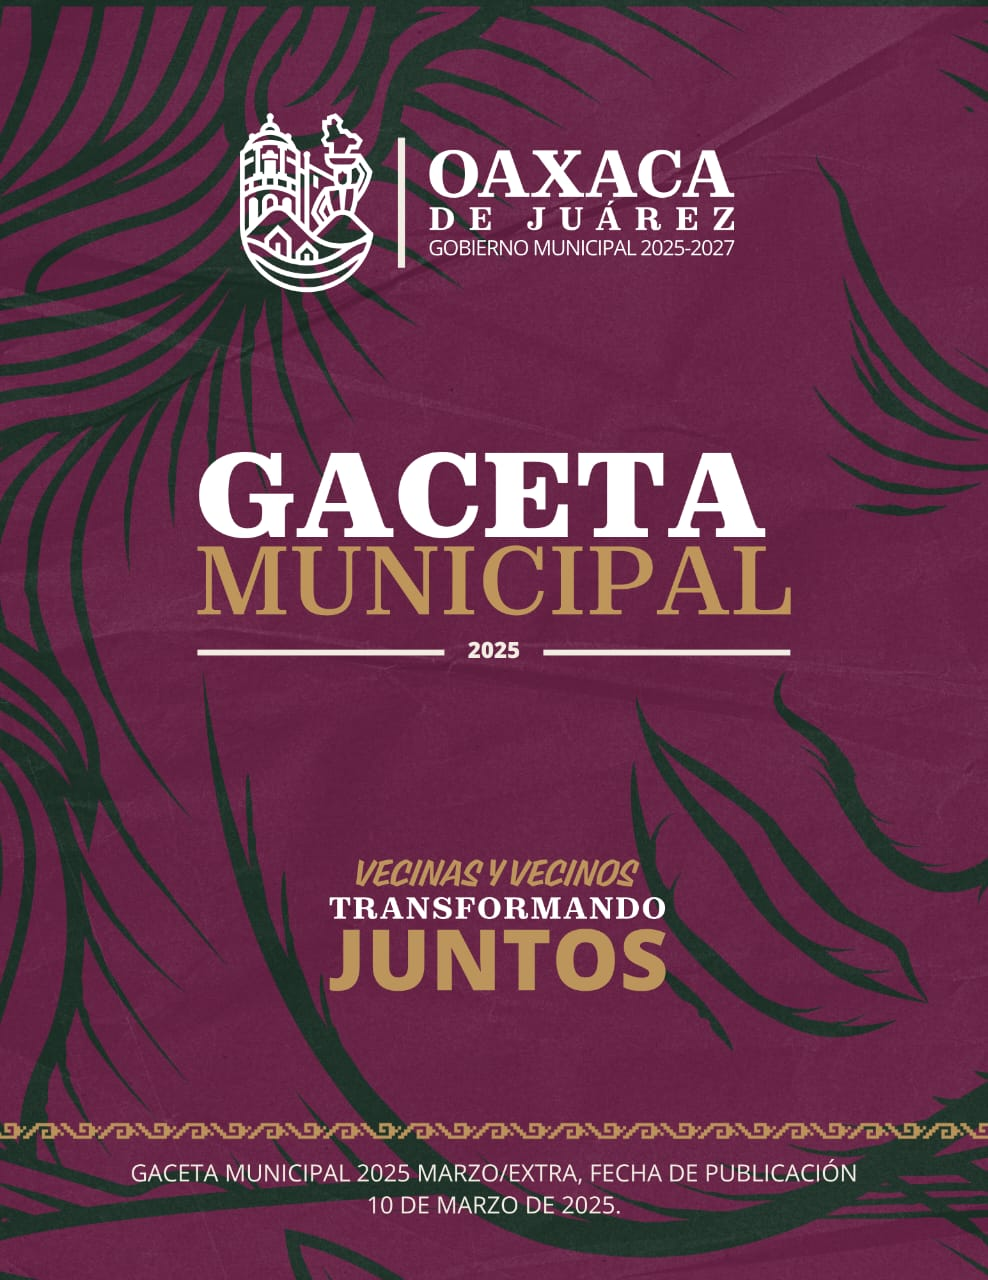 OAXACA
DE JUÁREZ
GOBIERNO MUNICIPAL 2025-2027
GACETA
MUNICIPAL
2025
VECINAS Y VECINOS
TRANSFORMANDO
JUNTOS
GACETA MUNICIPAL 2025 MARZO/EXTRA, FECHA DE PUBLICACIÓN
10 DE MARZO DE 2025.